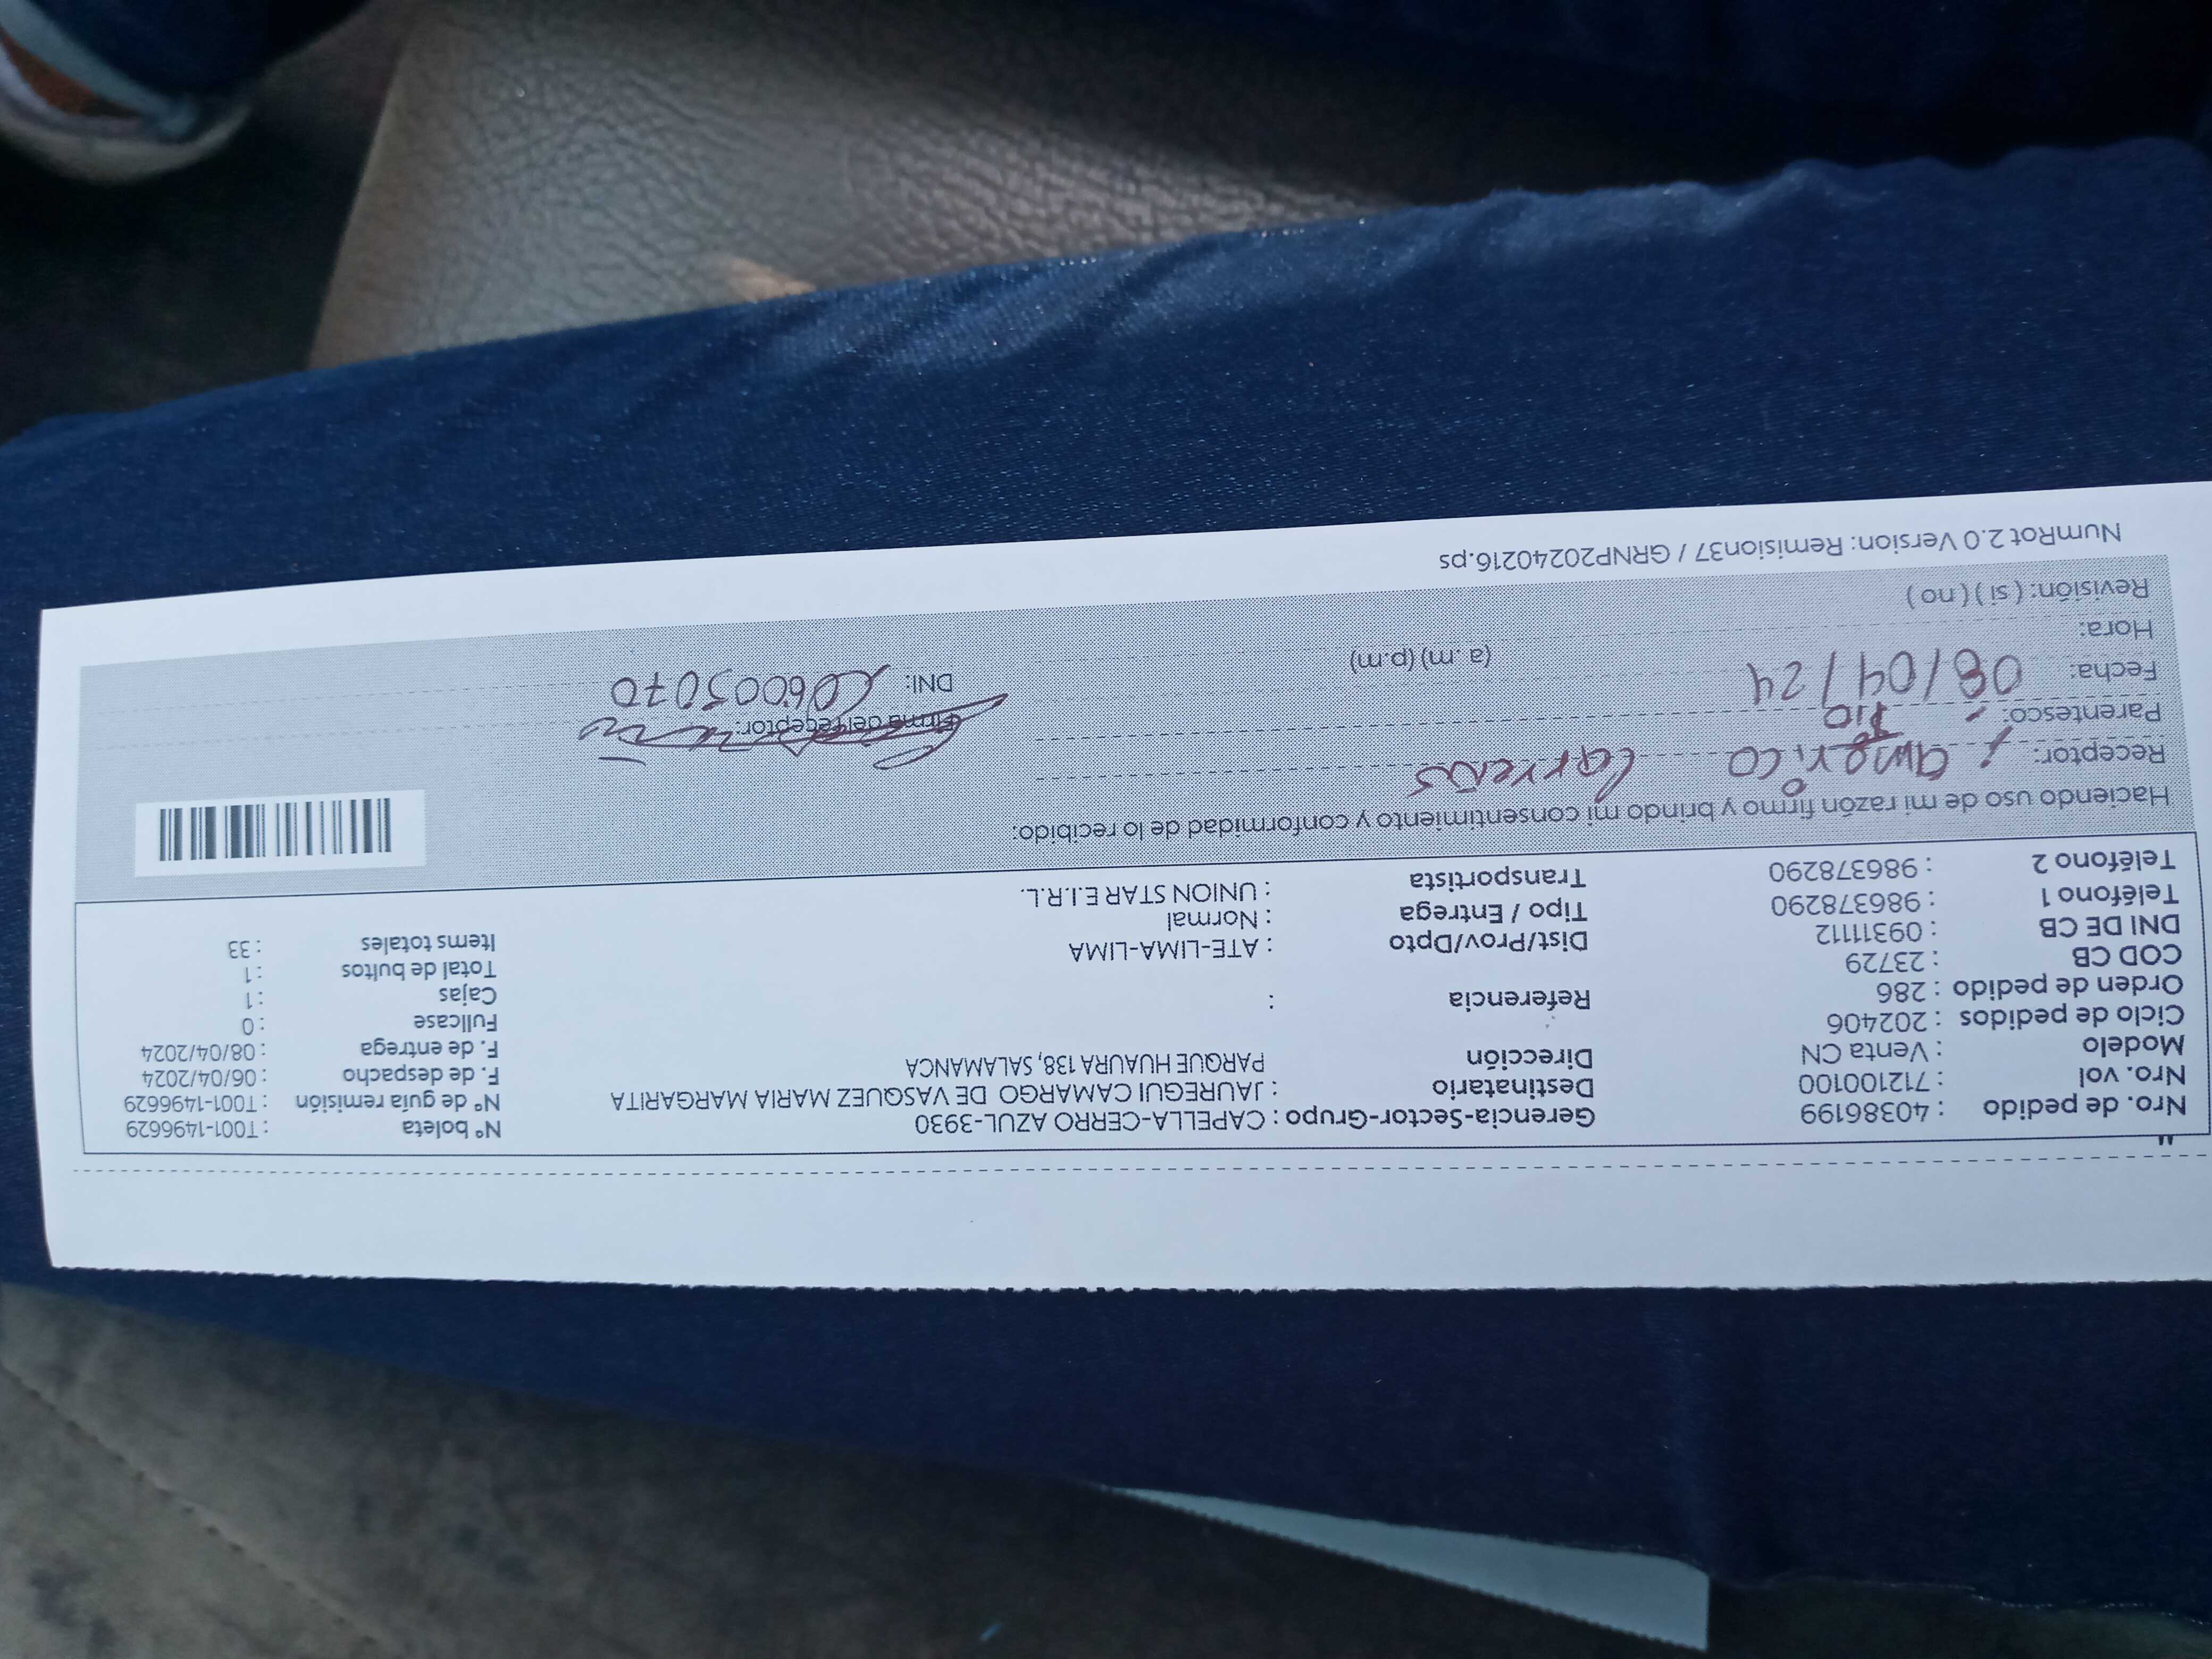 Nro. de pedido : 40386199 Gerencia-Sector-Grupo : CAPELLA-CERRO AZUL-3930 N° boleta : T001-1496629
Nro. vol : 712100100 Destinatario : JAUREGUI CAMARGO DE VASQUEZ MARIA MARGARITA N° de guía remisión : T001-1496629
Modelo : Venta CN Dirección PARQUE HUAURA 138, SALAMANCA F. de despacho : 06/04/2024
Ciclo de pedidos : 202406 F. de entrega : 08/04/2024
Orden de pedido : 286 Referencia : Fullcase : 0
COD CB : 23729 Cajas : 1
DNI DE CB : 09311112 Dist/Prov/Dpto : ATE-LIMA-LIMA Total de bultos : 1
Teléfono 1 : 986378290 Tipo / Entrega : Normal Items totales : 33
Teléfono 2 : 986378290 Transportista : UNION STAR E.I.R.L.
Haciendo uso de mi razón firmo y brindo mi consentimiento y conformidad de lo recibido:
Receptor: americo Carreños
Parentesco: Tio Firma del receptor:
Fecha: 08/04/24 DNI:
Hora: (a .m) (p.m)
Revisión: ( si ) ( no )
NumRot 2.0 Version: Remision37 / GRNP20240216.ps